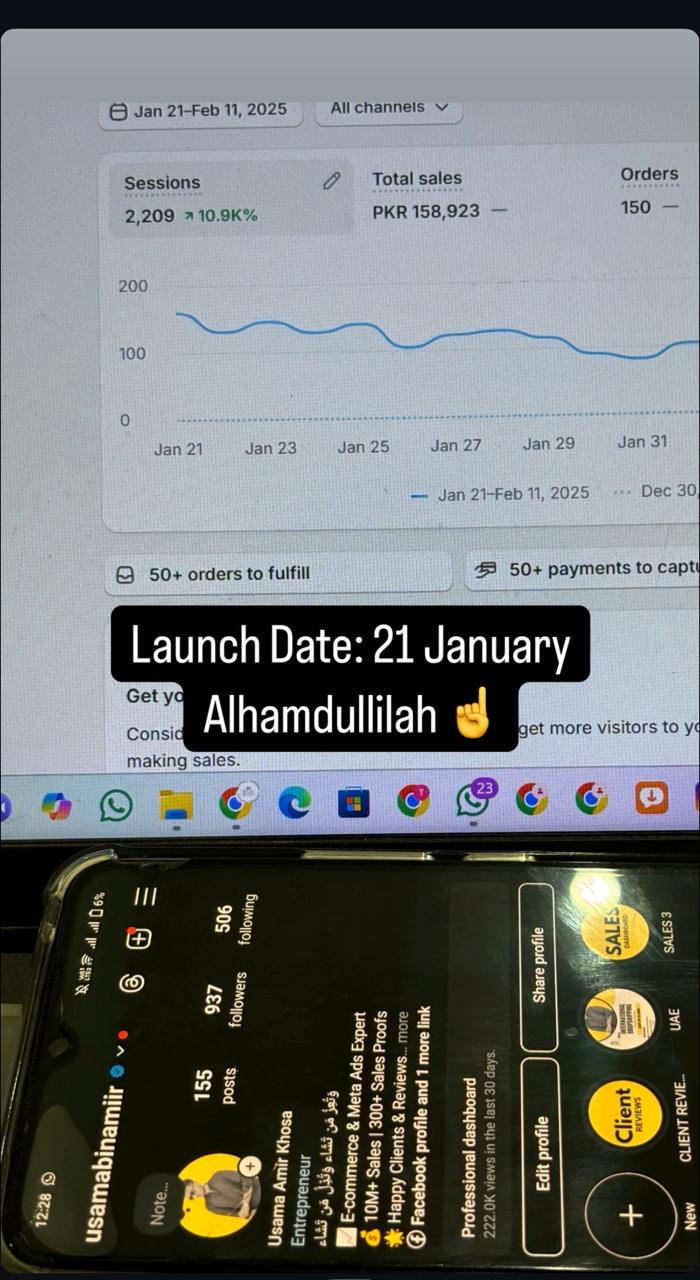 Jan 21–Feb 11, 2025 All channels
Sessions Total sales Orders
2,209 10.9K% PKR 158,923 — 150 —
200
100
0
Jan 21 Jan 23 Jan 25 Jan 27 Jan 29 Jan 31
Jan 21–Feb 11, 2025 Dec 30,
50+ orders to fulfill 50+ payments to captu
Launch Date: 21 January
Alhamdullilah ☝️
Get yo
Consid get more visitors to yo
making sales.
23
12:28 6%
usamabinamiir
Note...
155 937 506
posts followers following
Usama Amir Khosa
Entrepreneur
وَتُعِزُّ مَن تَشَاء وَتُذِلُّ مَن تَشَاء
📈 E-commerce & Meta Ads Expert
💰 10M+ Sales | 300+ Sales Proofs
🌟 Happy Clients & Reviews... more
Facebook profile and 1 more link
Professional dashboard
222.0K views in the last 30 days.
Edit profile Share profile
Client
REVIEWS
SALES
DASHBOARD
New CLIENT REVIE... UAE SALES 3